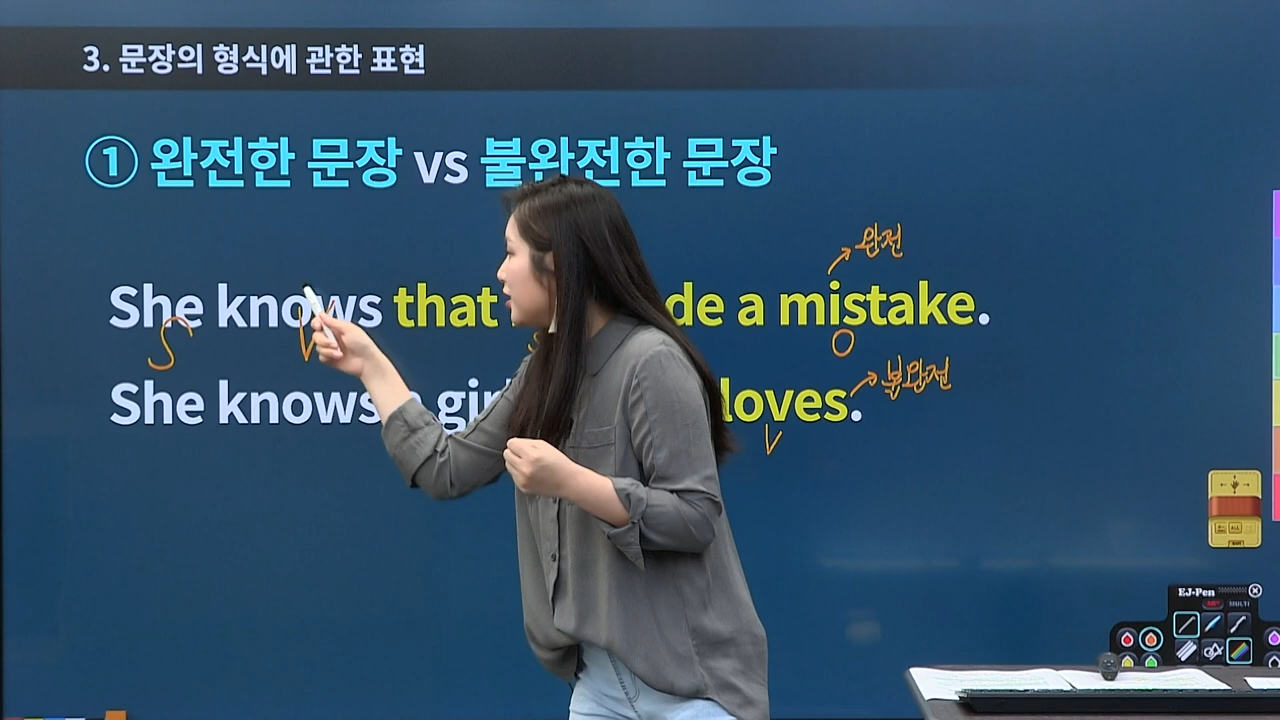 3. 문장의 형식에 관한 표현
① 완전한 문장 vs 불완전한 문장
완전
She knows that de a mistake.
S V O
불완전
She knows gir loves.
V
EJ-Pen
MULTI